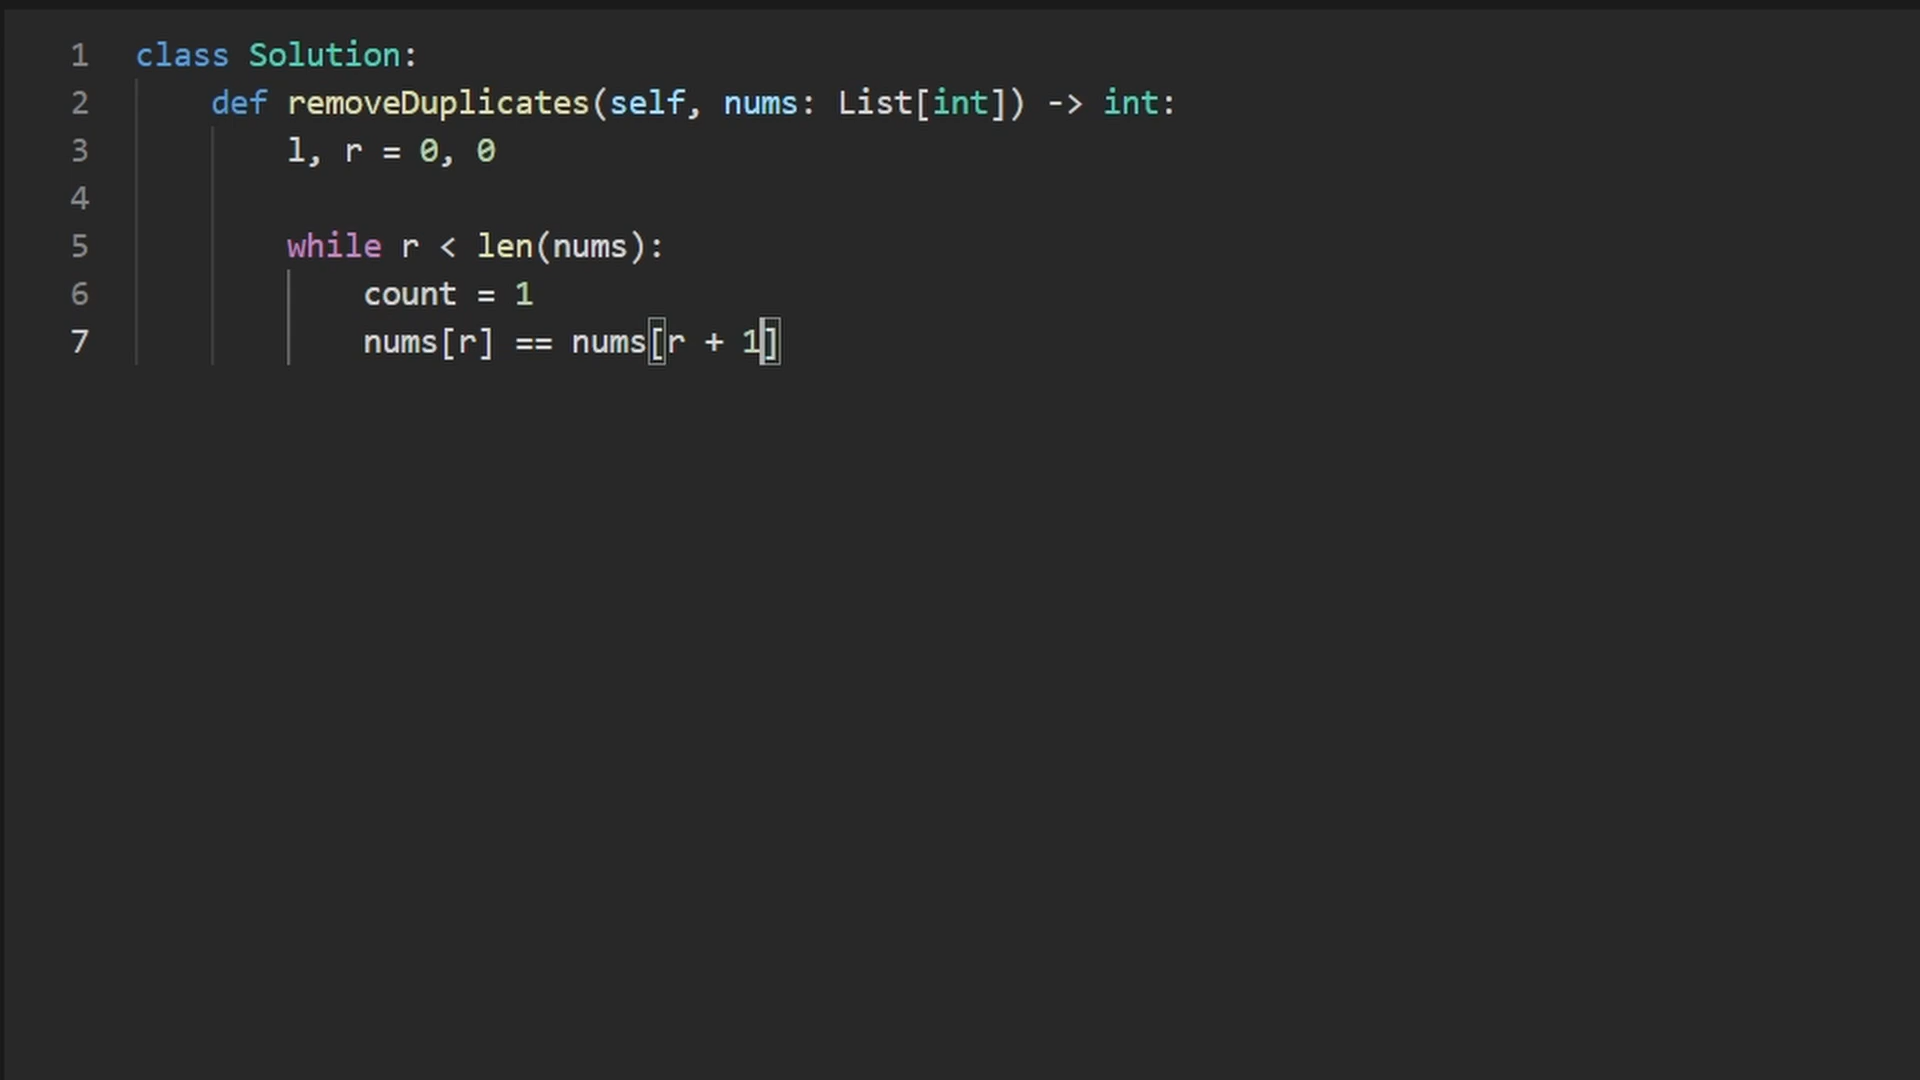 1 class Solution:
2 def removeDuplicates(self, nums: List[int]) -> int:
3 l, r = 0, 0
4
5 while r < len(nums):
6 count = 1
7 nums[r] == nums[r + 1]